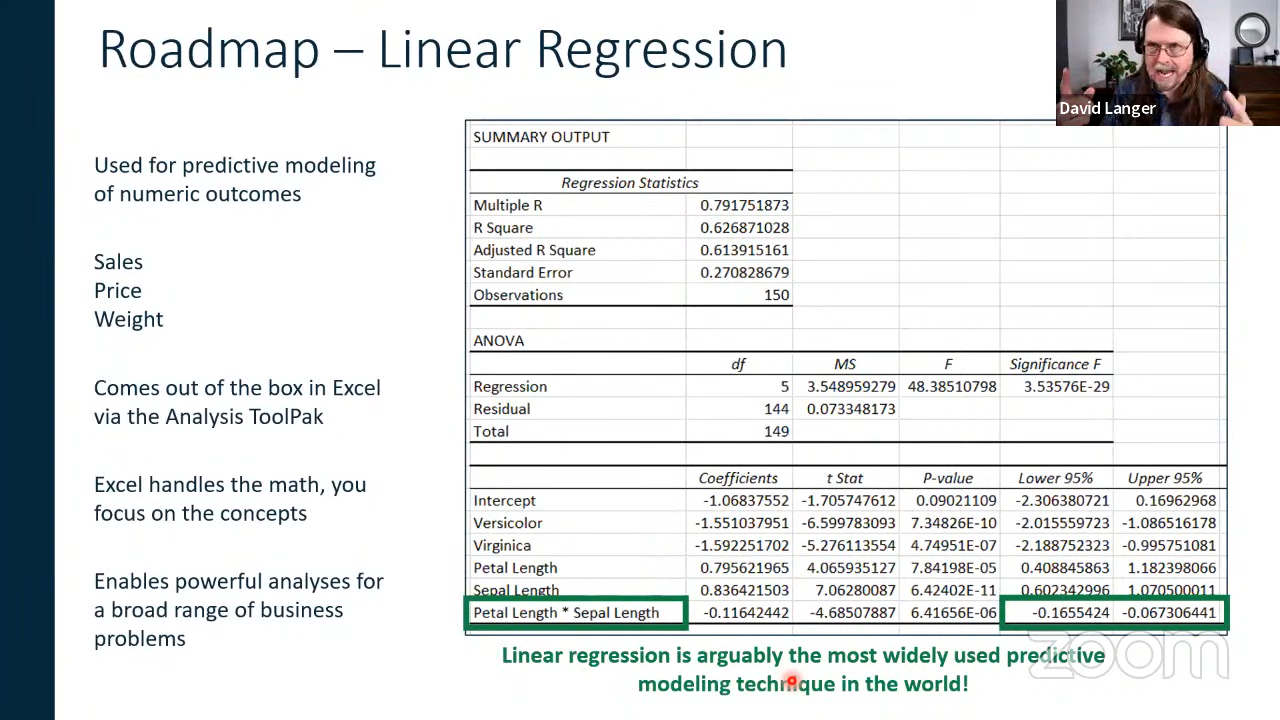 Roadmap – Linear Regression
David Langer
Used for predictive modeling
of numeric outcomes
Sales
Price
Weight
Comes out of the box in Excel
via the Analysis ToolPak
Excel handles the math, you
focus on the concepts
Enables powerful analyses for
a broad range of business
problems
SUMMARY OUTPUT
Regression Statistics
Multiple R 0.791751873
R Square 0.626871028
Adjusted R Square 0.613915161
Standard Error 0.270828679
Observations 150
ANOVA
df MS F Significance F
Regression 5 3.548959279 48.38510798 3.53576E-29
Residual 144 0.073348173
Total 149
Coefficients t Stat P-value Lower 95% Upper 95%
Intercept -1.06837552 -1.705747612 0.09021109 -2.306380721 0.16962968
Versicolor -1.551037951 -6.599783093 7.34826E-10 -2.015559723 -1.086516178
Virginica -1.592251702 -5.276113554 4.74951E-07 -2.188752323 -0.995751081
Petal Length 0.795621965 4.065935127 7.84198E-05 0.408845863 1.182398066
Sepal Length 0.836421503 7.06280087 6.42402E-11 0.602342996 1.070500011
Petal Length * Sepal Length -0.11642442 -4.68507887 6.41656E-06 -0.1655424 -0.067306441
Linear regression is arguably the most widely used predictive
modeling technique in the world!
zoom